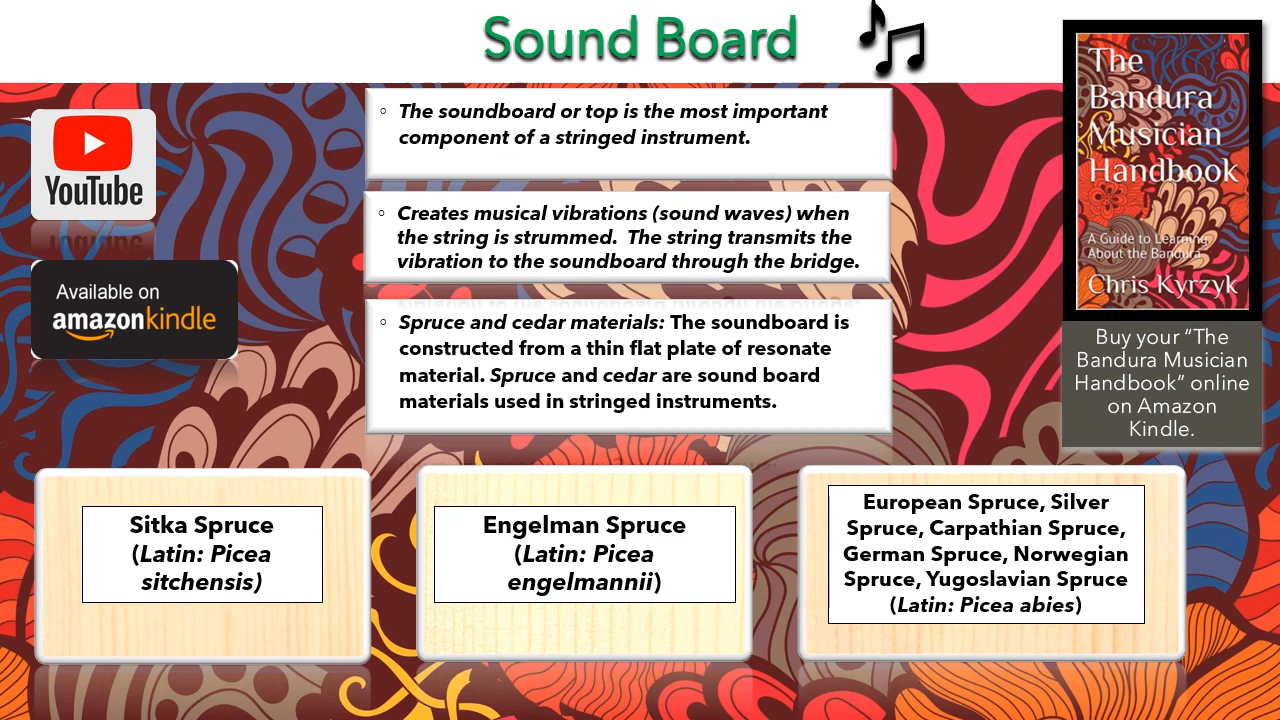 Sound Board
◦ The soundboard or top is the most important
component of a stringed instrument.
◦ Creates musical vibrations (sound waves) when
the string is strummed.  The string transmits the
vibration to the soundboard through the bridge.
◦ Spruce and cedar materials: The soundboard is
constructed from a thin flat plate of resonate
material. Spruce and cedar are sound board
materials used in stringed instruments.
YouTube
Available on
amazonkindle
The
Bandura
Musician
Handbook
A Guide to Learning
About the Bandura
Chris Kyrzyk
Buy your “The
Bandura Musician
Handbook” online
on Amazon
Kindle.
Sitka Spruce
(Latin: Picea
sitchensis)
Engelman Spruce
(Latin: Picea
engelmannii)
European Spruce, Silver
Spruce, Carpathian Spruce,
German Spruce, Norwegian
Spruce, Yugoslavian Spruce
(Latin: Picea abies)